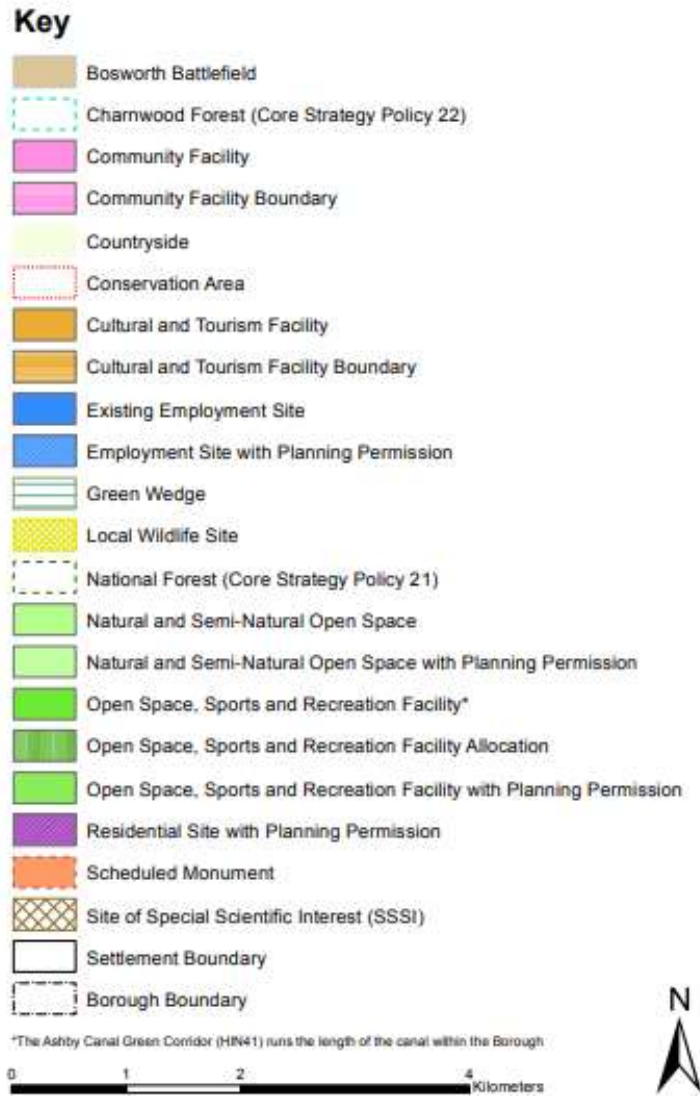 Key
Bosworth Battlefield
Charnwood Forest (Core Strategy Policy 22)
Community Facility
Community Facility Boundary
Countryside
Conservation Area
Cultural and Tourism Facility
Cultural and Tourism Facility Boundary
Existing Employment Site
Employment Site with Planning Permission
Green Wedge
Local Wildlife Site
National Forest (Core Strategy Policy 21)
Natural and Semi-Natural Open Space
Natural and Semi-Natural Open Space with Planning Permission
Open Space, Sports and Recreation Facility*
Open Space, Sports and Recreation Facility Allocation
Open Space, Sports and Recreation Facility with Planning Permission
Residential Site with Planning Permission
Scheduled Monument
Site of Special Scientific Interest (SSSI)
Settlement Boundary
Borough Boundary
N
*The Ashby Canal Green Corridor (HIN41) runs the length of the canal within the Borough
0 1 2 4
Kilometers